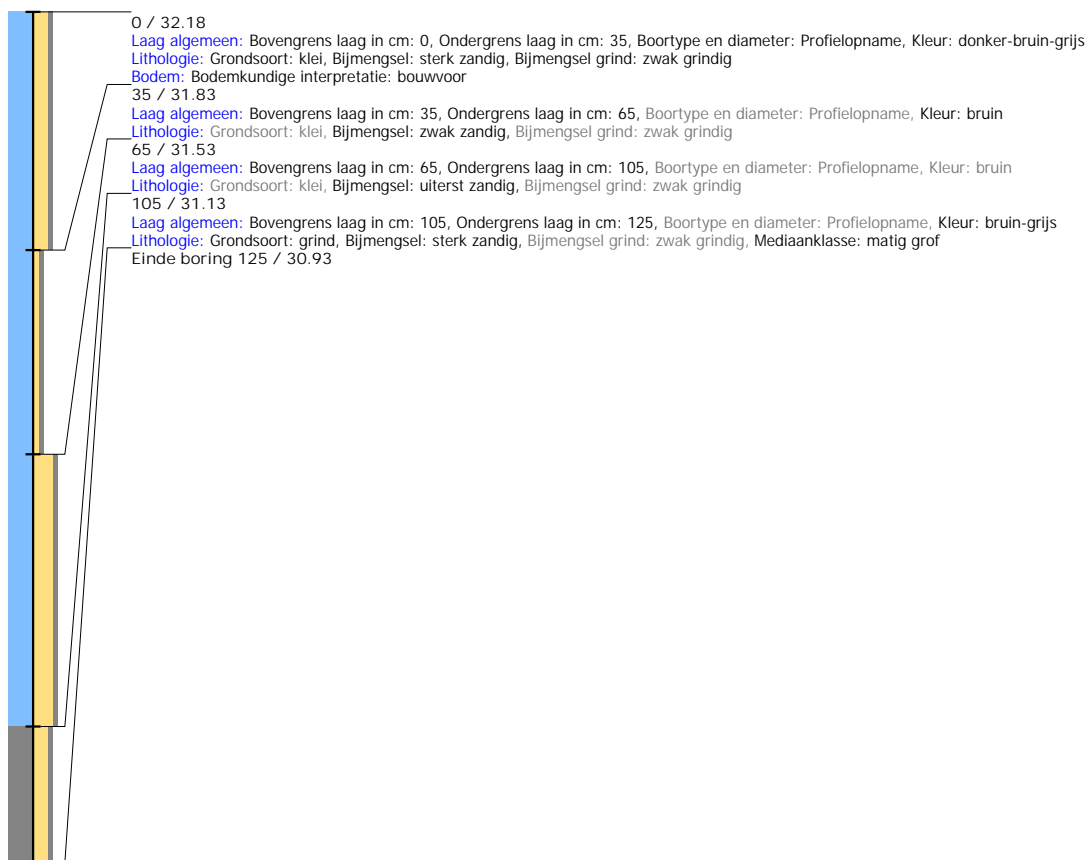 0 / 32.18
Laag algemeen: Bovengrens laag in cm: 0, Ondergrens laag in cm: 35, Boortype en diameter: Profielopname, Kleur: donker-bruin-grijs
Lithologie: Grondsoort: klei, Bijmengsel: sterk zandig, Bijmengsel grind: zwak grindig
Bodem: Bodemkundige interpretatie: bouwvoor
35 / 31.83
Laag algemeen: Bovengrens laag in cm: 35, Ondergrens laag in cm: 65, Boortype en diameter: Profielopname, Kleur: bruin
Lithologie: Grondsoort: klei, Bijmengsel: zwak zandig, Bijmengsel grind: zwak grindig
65 / 31.53
Laag algemeen: Bovengrens laag in cm: 65, Ondergrens laag in cm: 105, Boortype en diameter: Profielopname, Kleur: bruin
Lithologie: Grondsoort: klei, Bijmengsel: uiterst zandig, Bijmengsel grind: zwak grindig
105 / 31.13
Laag algemeen: Bovengrens laag in cm: 105, Ondergrens laag in cm: 125, Boortype en diameter: Profielopname, Kleur: bruin-grijs
Lithologie: Grondsoort: grind, Bijmengsel: sterk zandig, Bijmengsel grind: zwak grindig, Mediaanklasse: matig grof
Einde boring 125 / 30.93